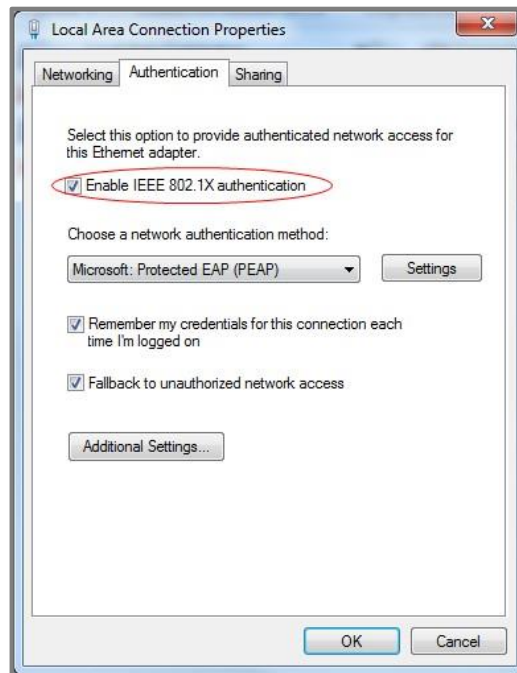 Local Area Connection Properties
Networking Authentication Sharing
Select this option to provide authenticated network access for
this Ethernet adapter.
Enable IEEE 802.1X authentication
Choose a network authentication method:
Microsoft: Protected EAP (PEAP) Settings
Remember my credentials for this connection each
time I'm logged on
Fallback to unauthorized network access
Additional Settings...
OK Cancel